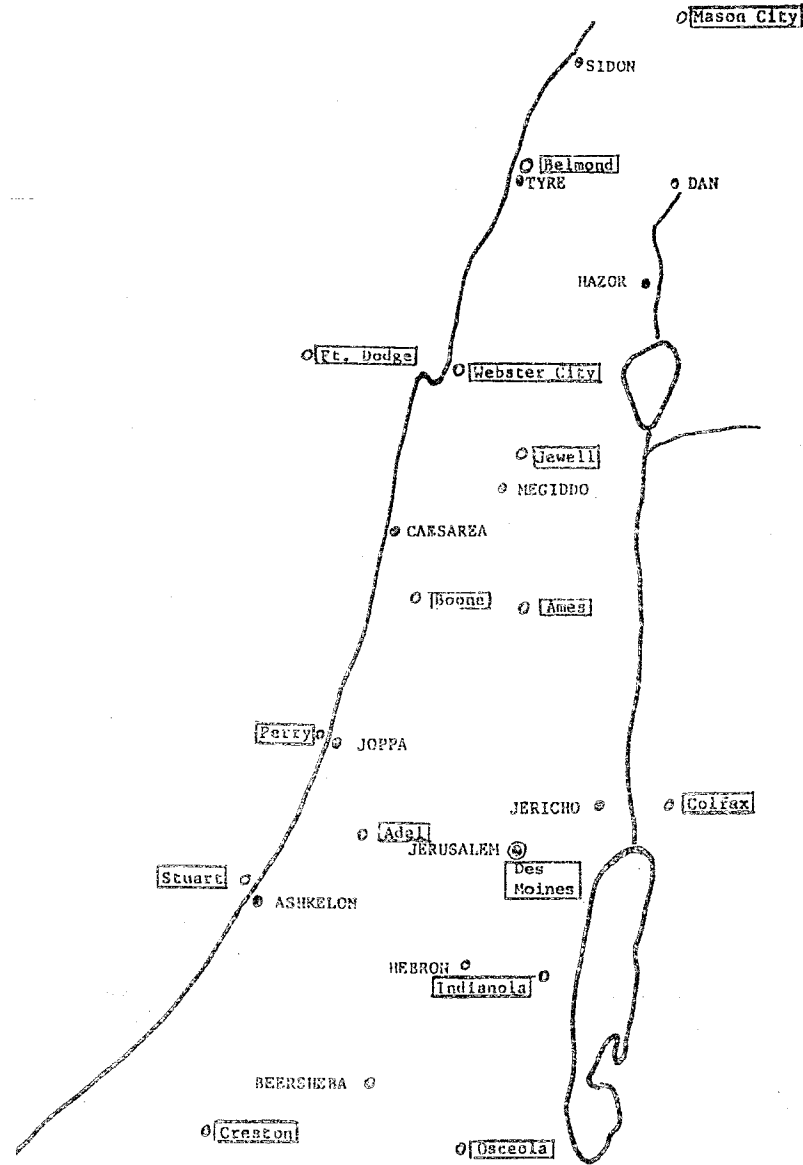 Mason City
SIDON
Belmond
TYRE
DAN
HAZOR
Ft. Dodge
Webster City
Jewell
MEGIDDO
CAESAREA
Boone
Ames
Perry
JOPPA
JERICHO
Colfax
Adel
JERUSALEM
Des
Moines
Stuart
ASHKELON
HEBRON
Indianola
BEERSHEBA
Creston
Osceola